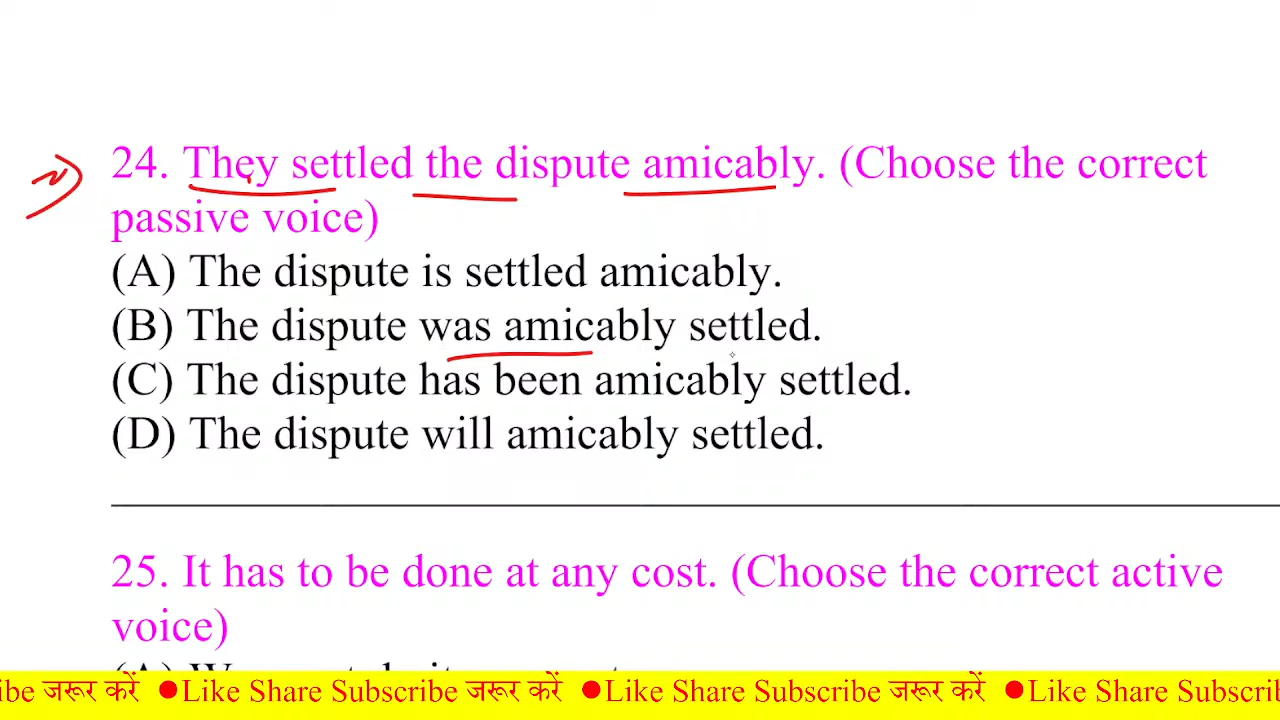 24. They settled the dispute amicably. (Choose the correct
passive voice)
(A) The dispute is settled amicably.
(B) The dispute was amicably settled.
(C) The dispute has been amicably settled.
(D) The dispute will amicably settled.
25. It has to be done at any cost. (Choose the correct active
voice)
(A)
ibe जरूर करें ●Like Share Subscribe जरूर करें ●Like Share Subscribe जरूर करें ●Like Share Subscrib